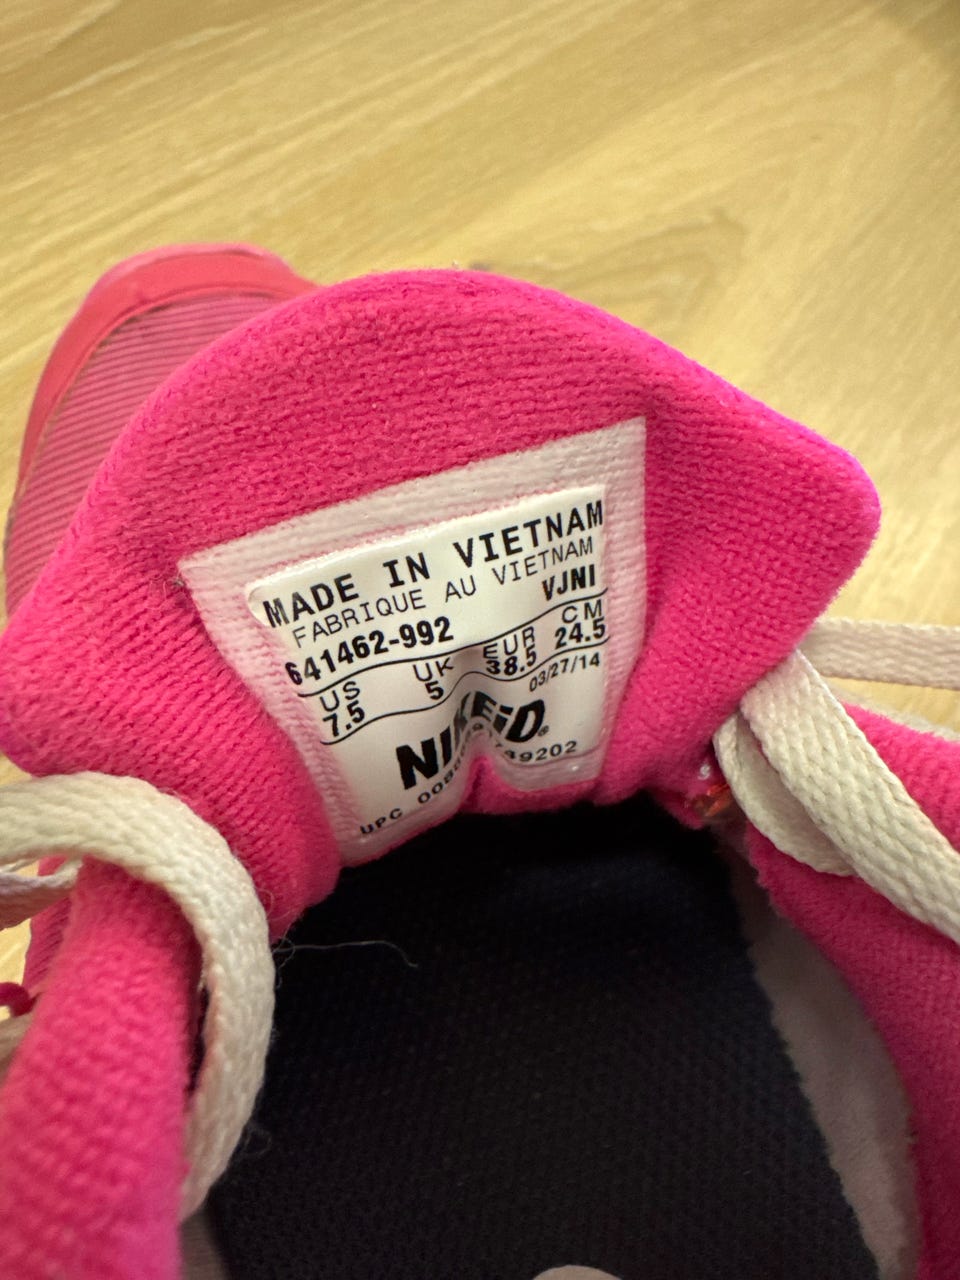 MADE IN VIETNAM
FABRIQUE AU VIETNAM
641462-992 VJNI
US UK EUR CM
7.5 5 38.5 24.5
03/27/14
NIKEiD®
UPC